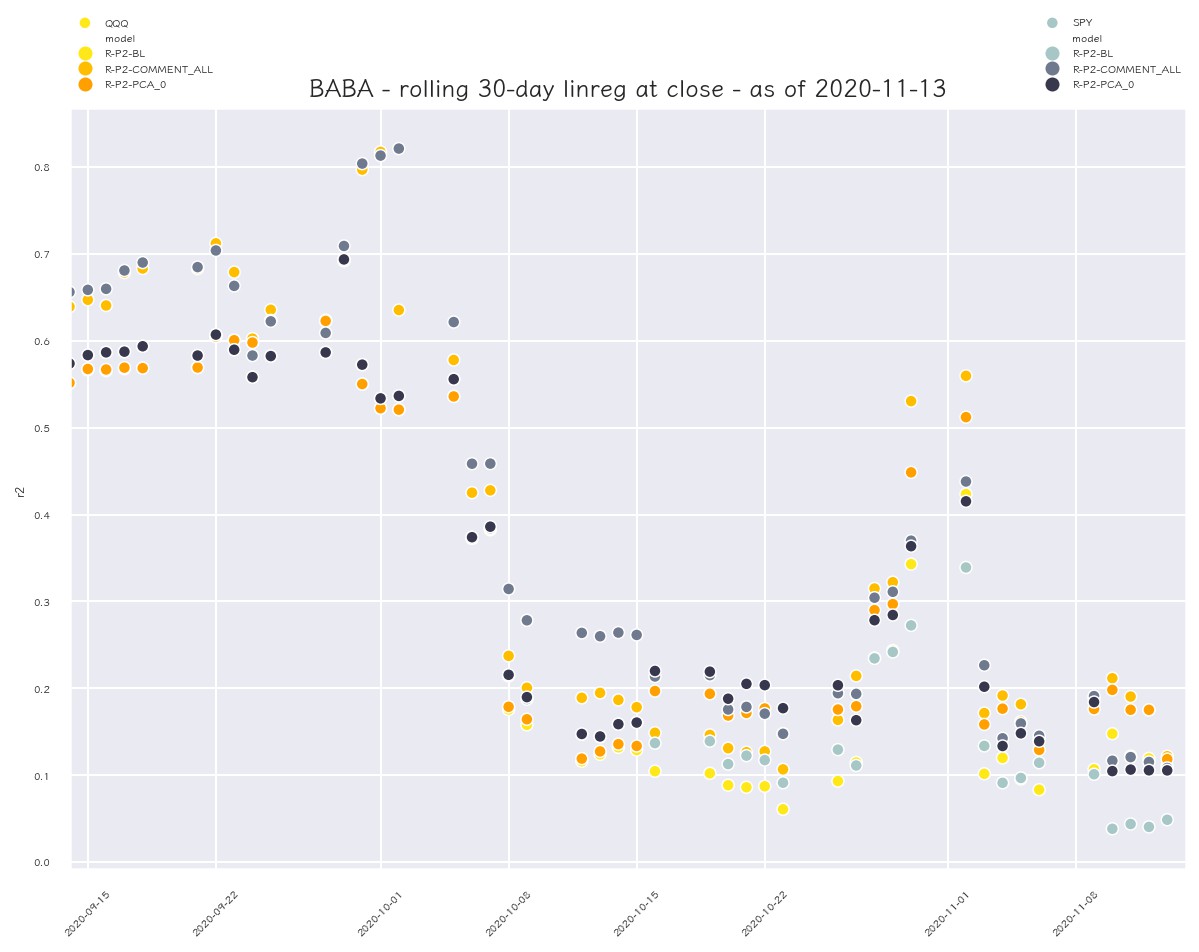 QQQ
model
R-P2-BL
R-P2-COMMENT_ALL
R-P2-PCA_0
SPY
model
R-P2-BL
R-P2-COMMENT_ALL
R-P2-PCA_0
BABA - rolling 30-day linreg at close - as of 2020-11-13
0.8
0.7
0.6
0.5
r2
0.4
0.3
0.2
0.1
0.0
2020-09-15
2020-09-22
2020-10-01
2020-10-08
2020-10-15
2020-10-22
2020-11-01
2020-11-08